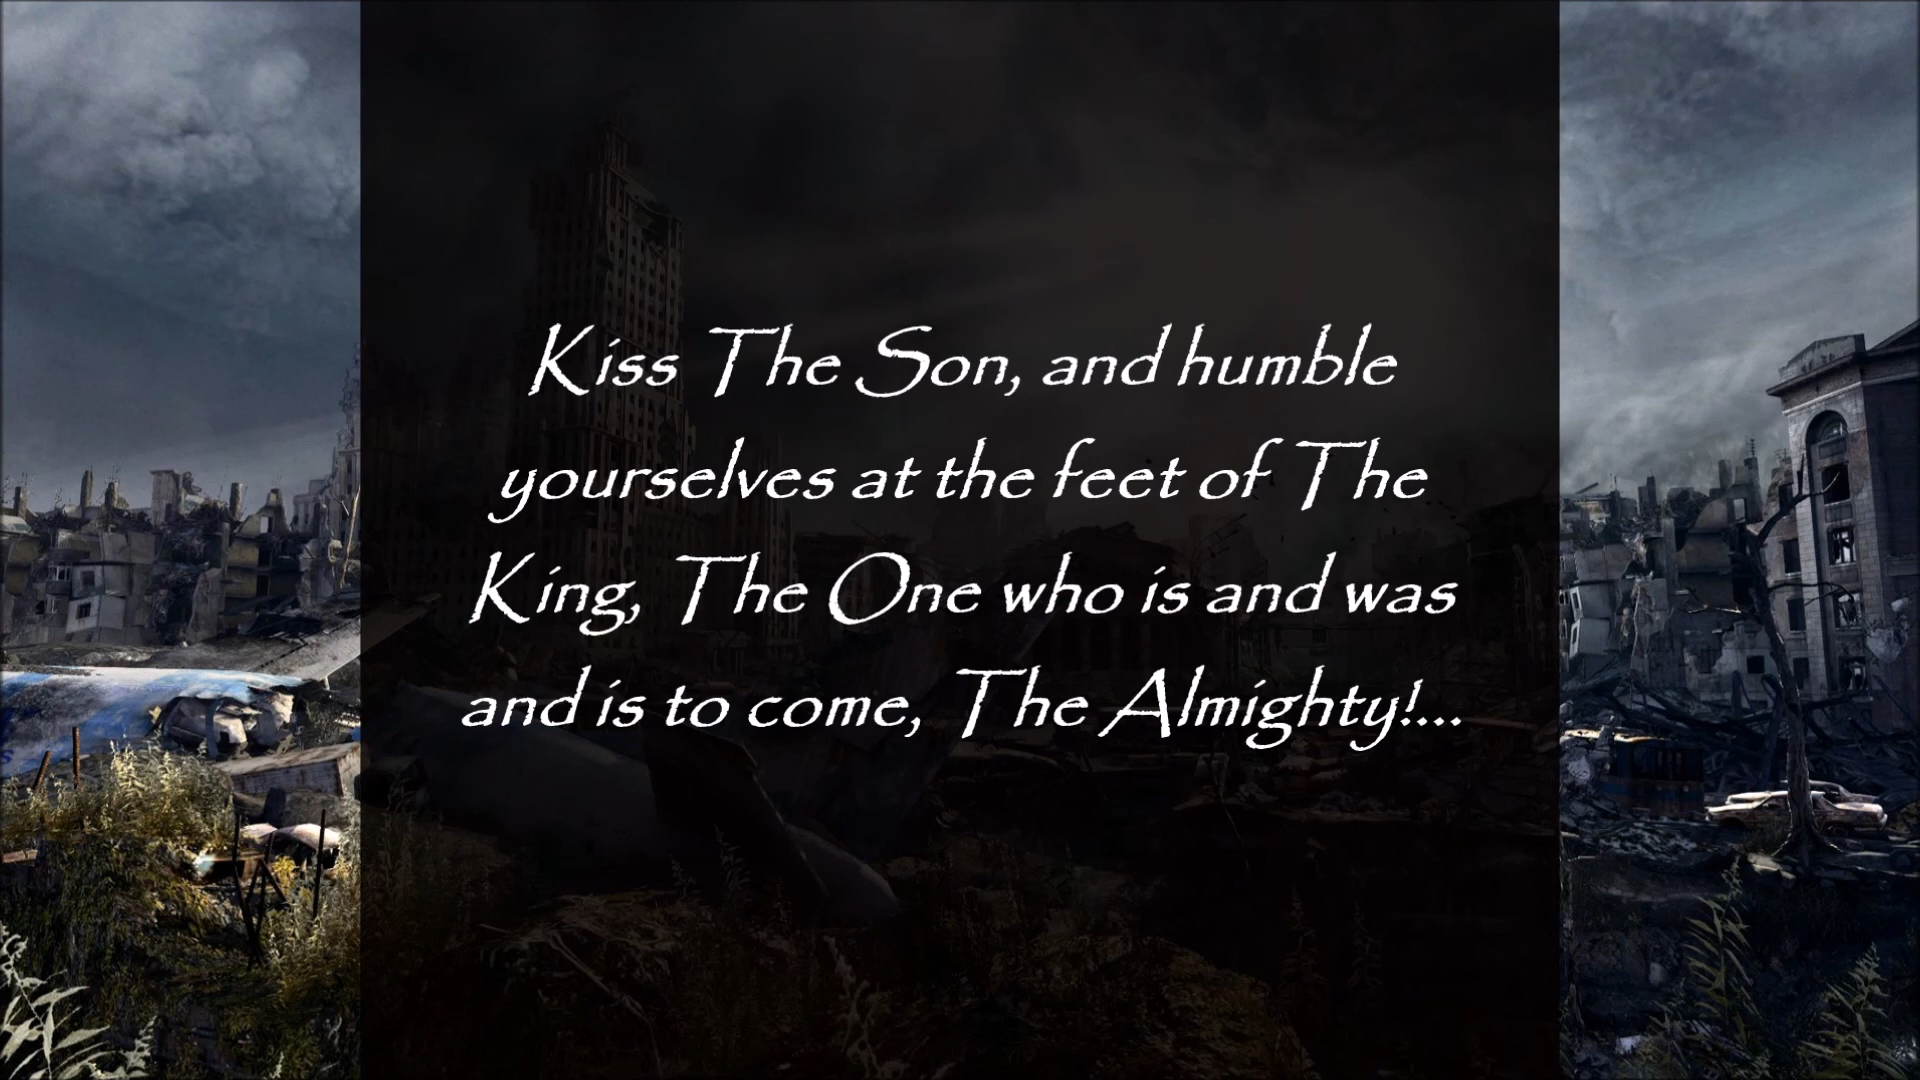 Kiss The Son, and humble
yourselves at the feet of The
King, The One who is and was
and is to come, The Almighty!...